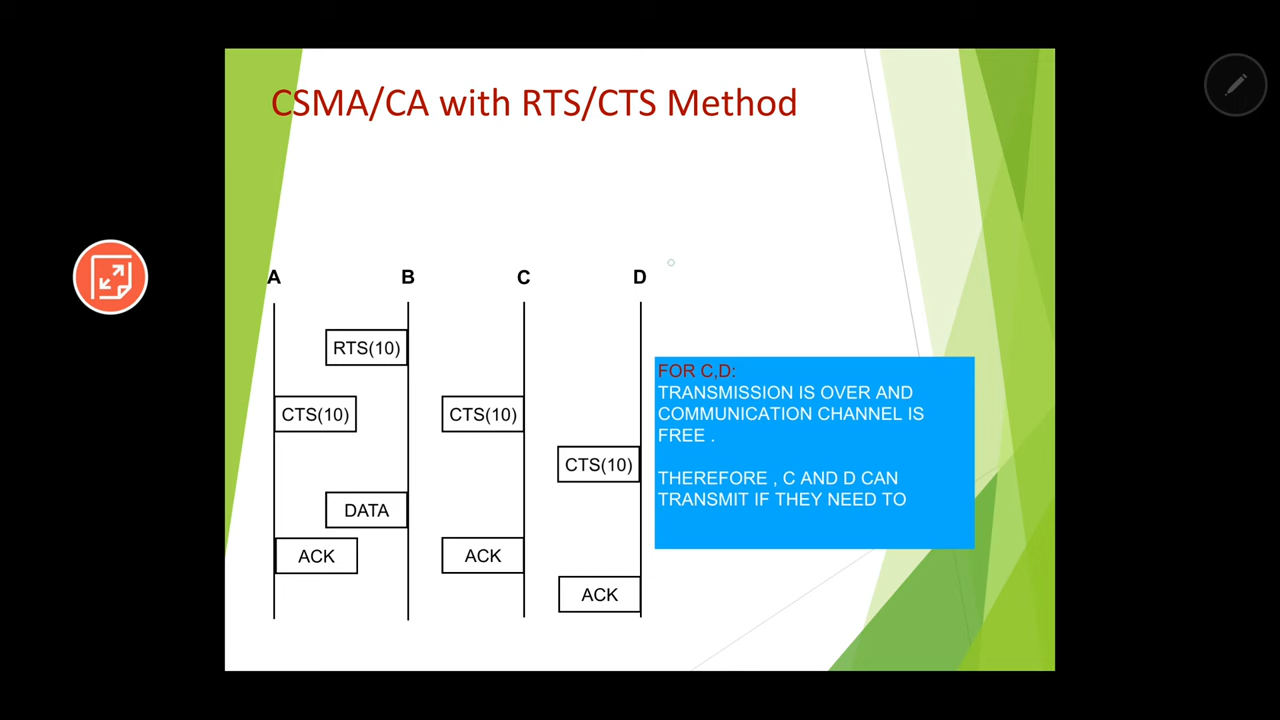 CSMA/CA with RTS/CTS Method
A B C D
RTS(10)
CTS(10) CTS(10)
CTS(10)
DATA
ACK ACK
ACK
FOR C,D:
TRANSMISSION IS OVER AND
COMMUNICATION CHANNEL IS
FREE .
THEREFORE , C AND D CAN
TRANSMIT IF THEY NEED TO